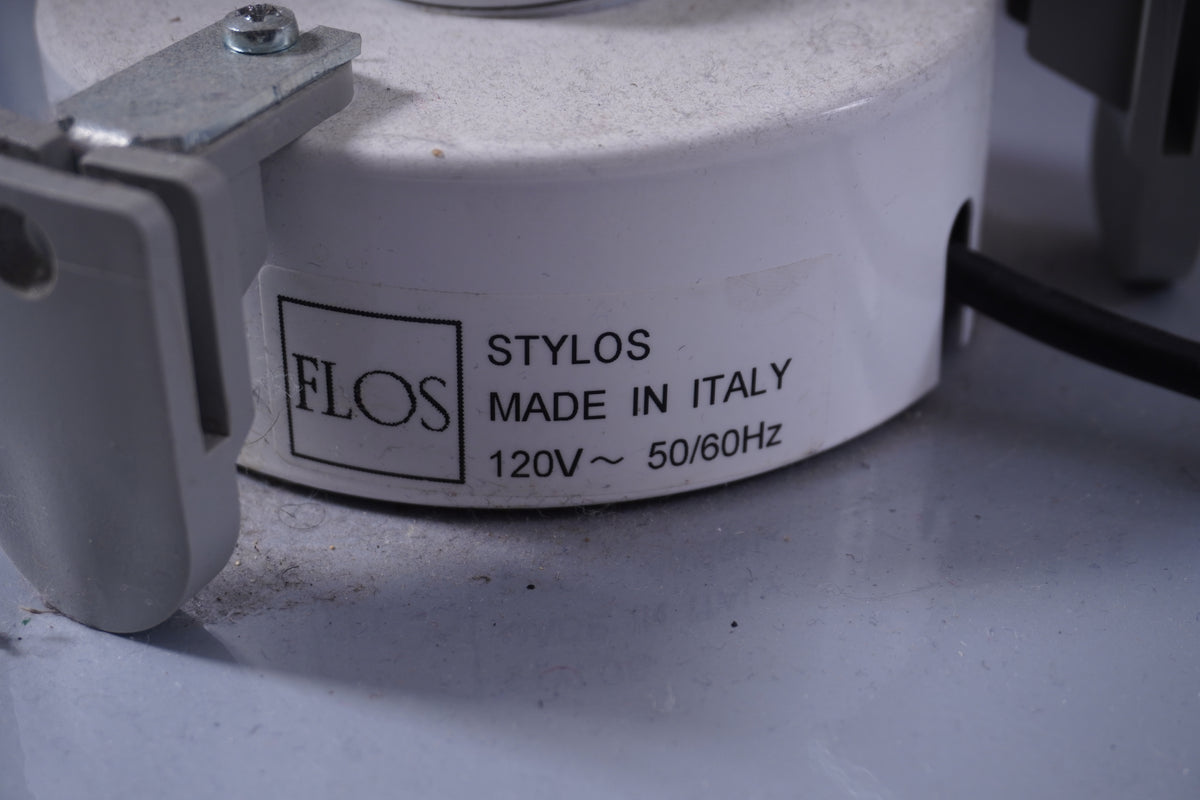 FLOS
STYLOS
MADE IN ITALY
120V~ 50/60Hz